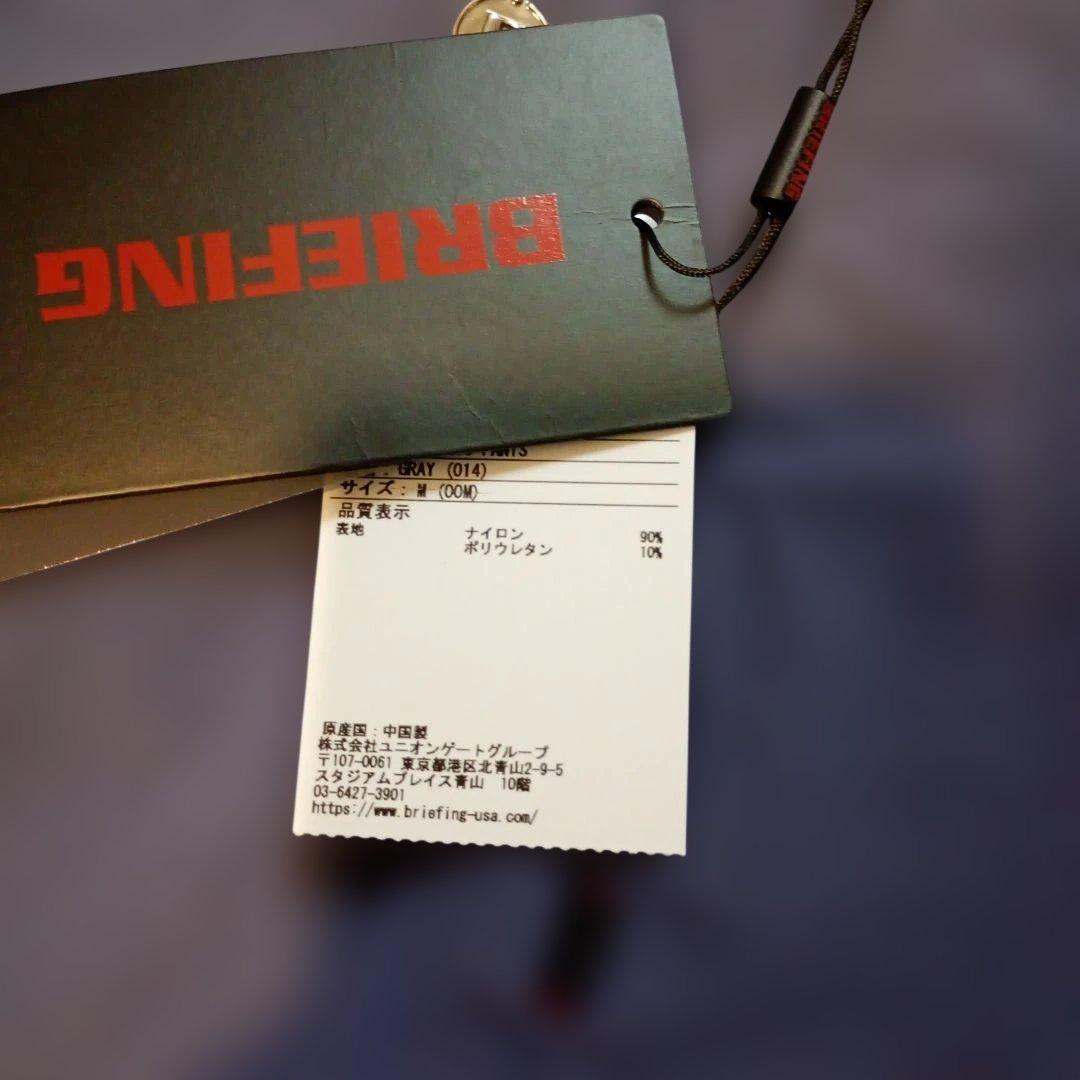 BRIEFING
BRIEFING
PANTS
GRAY (014)
サイズ: M (00M)
品質表示
表地 ナイロン 90%
ポリウレタン 10%
原産国:中国製
株式会社ユニオンゲートグループ
〒107-0061 東京都港区北青山2-9-5
スタジアムプレイス青山 10階
03-6427-3901
https://www.briefing-usa.com/